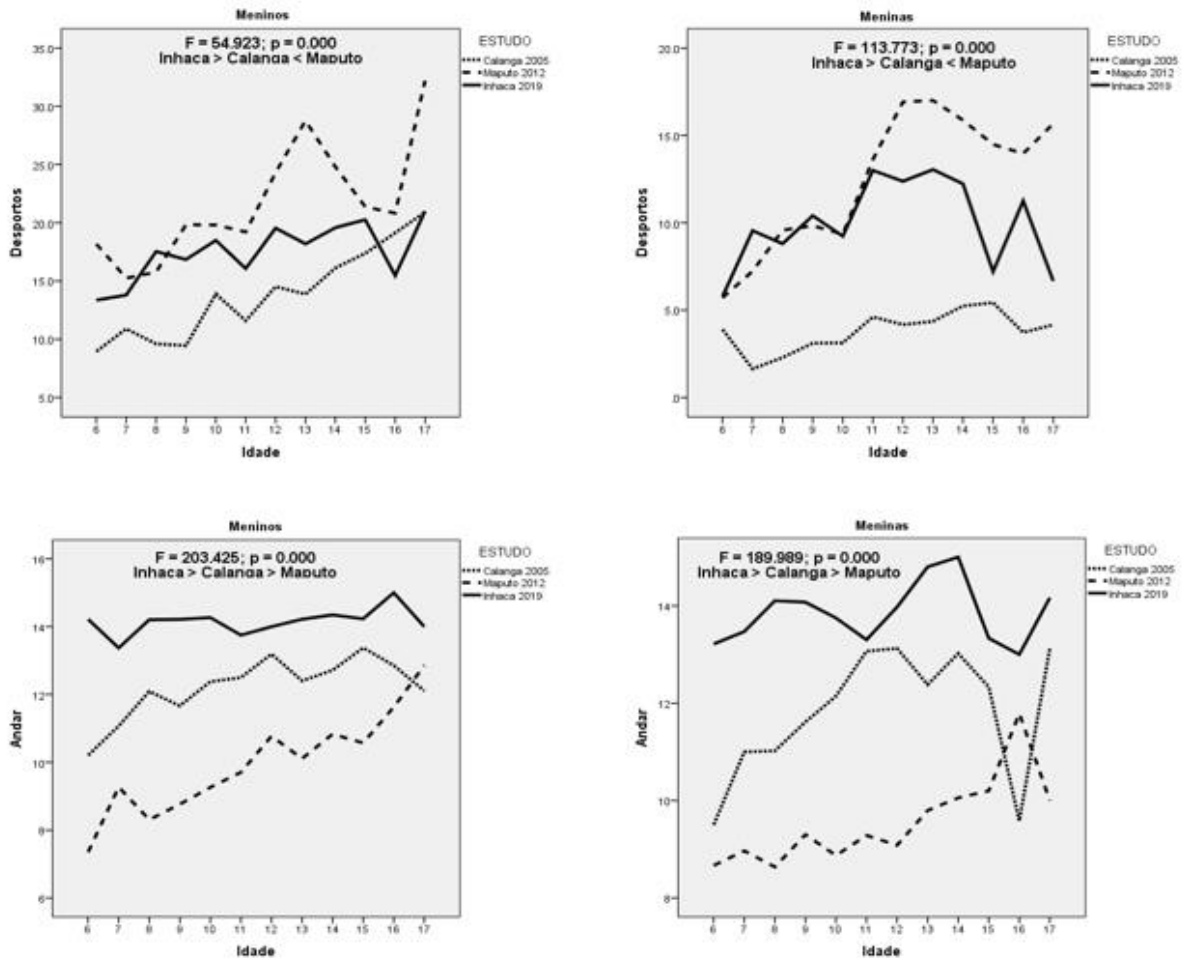 Meninos
F = 54.923; p = 0.000
Inhaca > Calanga < Maputo
ESTUDO
Calanga 2005
Maputo 2012
Inhaca 2019
35.0
30.0
25.0
20.0
15.0
10.0
5.0
Desportos
6 7 8 9 10 11 12 13 14 15 16 17
Idade
Meninas
F = 113.773; p = 0.000
Inhaca > Calanga < Maputo
ESTUDO
Calanga 2005
Maputo 2012
Inhaca 2019
20.0
15.0
10.0
5.0
.0
Desportos
6 7 8 9 10 11 12 13 14 15 16 17
Idade
Meninos
F = 203.425; p = 0.000
Inhaca > Calanga > Maputo
ESTUDO
Calanga 2005
Maputo 2012
Inhaca 2019
16
14
12
10
8
6
Andar
6 7 8 9 10 11 12 13 14 15 16 17
Idade
Meninas
F = 189.989; p = 0.000
Inhaca > Calanga > Maputo
ESTUDO
Calanga 2005
Maputo 2012
Inhaca 2019
14
12
10
8
Andar
6 7 8 9 10 11 12 13 14 15 16 17
Idade